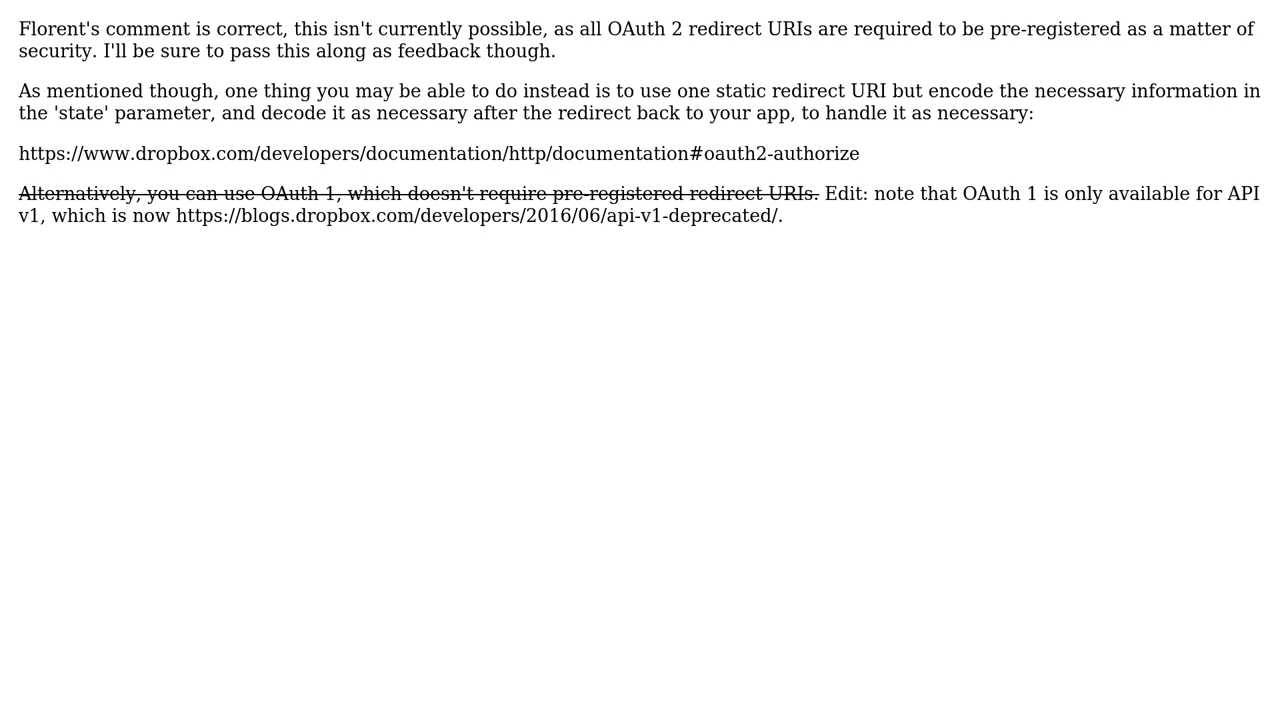 Florent's comment is correct, this isn't currently possible, as all OAuth 2 redirect URIs are required to be pre-registered as a matter of
security. I'll be sure to pass this along as feedback though.
As mentioned though, one thing you may be able to do instead is to use one static redirect URI but encode the necessary information in
the 'state' parameter, and decode it as necessary after the redirect back to your app, to handle it as necessary:
https://www.dropbox.com/developers/documentation/http/documentation#oauth2-authorize
Alternatively, you can use OAuth 1, which doesn't require pre-registered redirect URIs. Edit: note that OAuth 1 is only available for API
v1, which is now https://blogs.dropbox.com/developers/2016/06/api-v1-deprecated/.